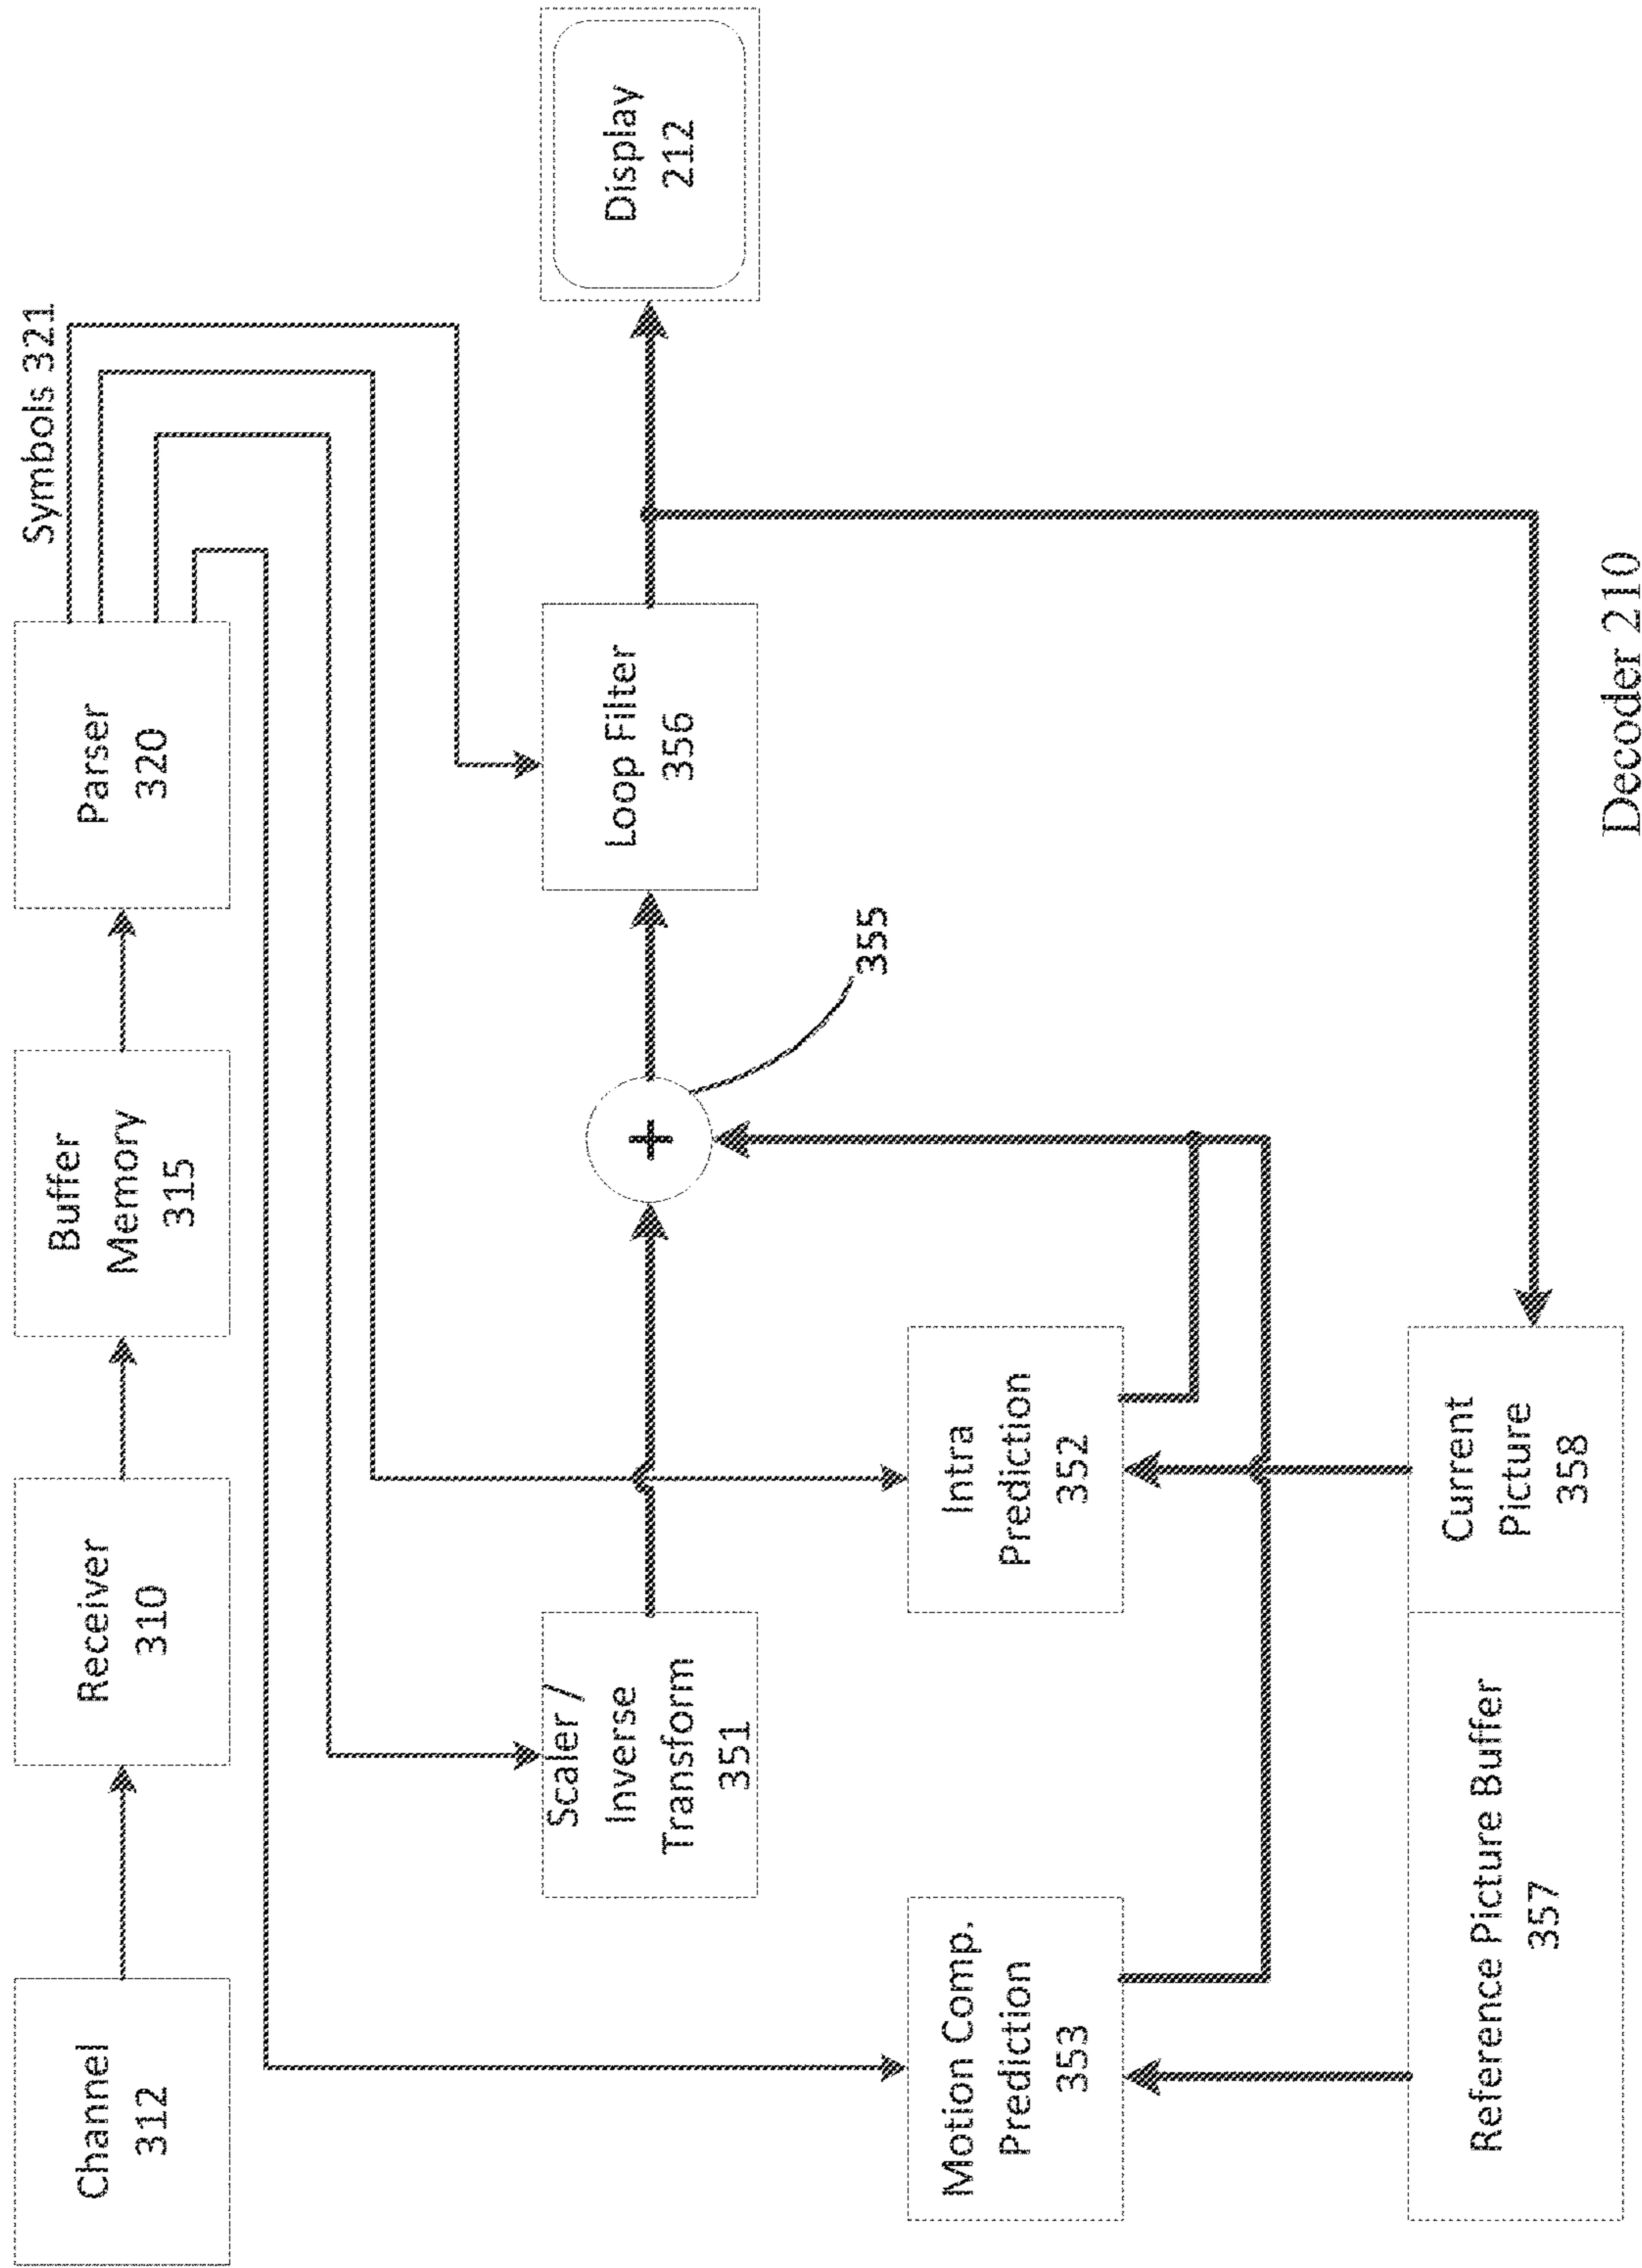 Channel
312
Receiver
310
Buffer
Memory
315
Parser
320
Symbols 321
Scaler /
Inverse
Transform
351
355
Loop Filter
356
Display
212
Motion Comp.
Prediction
353
Intra
Prediction
352
Reference Picture Buffer
357
Current
Picture
358
Decoder 210
+